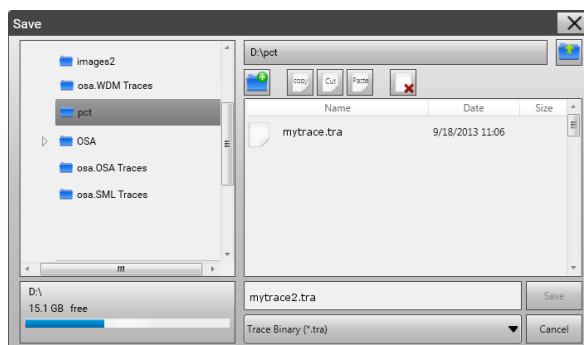 Save
images2
osa.WDM Traces
pct
OSA
osa.OSA Traces
osa.SML Traces
D:\
15.1 GB free
D:\pct
copy Cut Paste
Name Date Size
mytrace.tra 9/18/2013 11:06
mytrace2.tra Save
Trace Binary (*.tra) Cancel